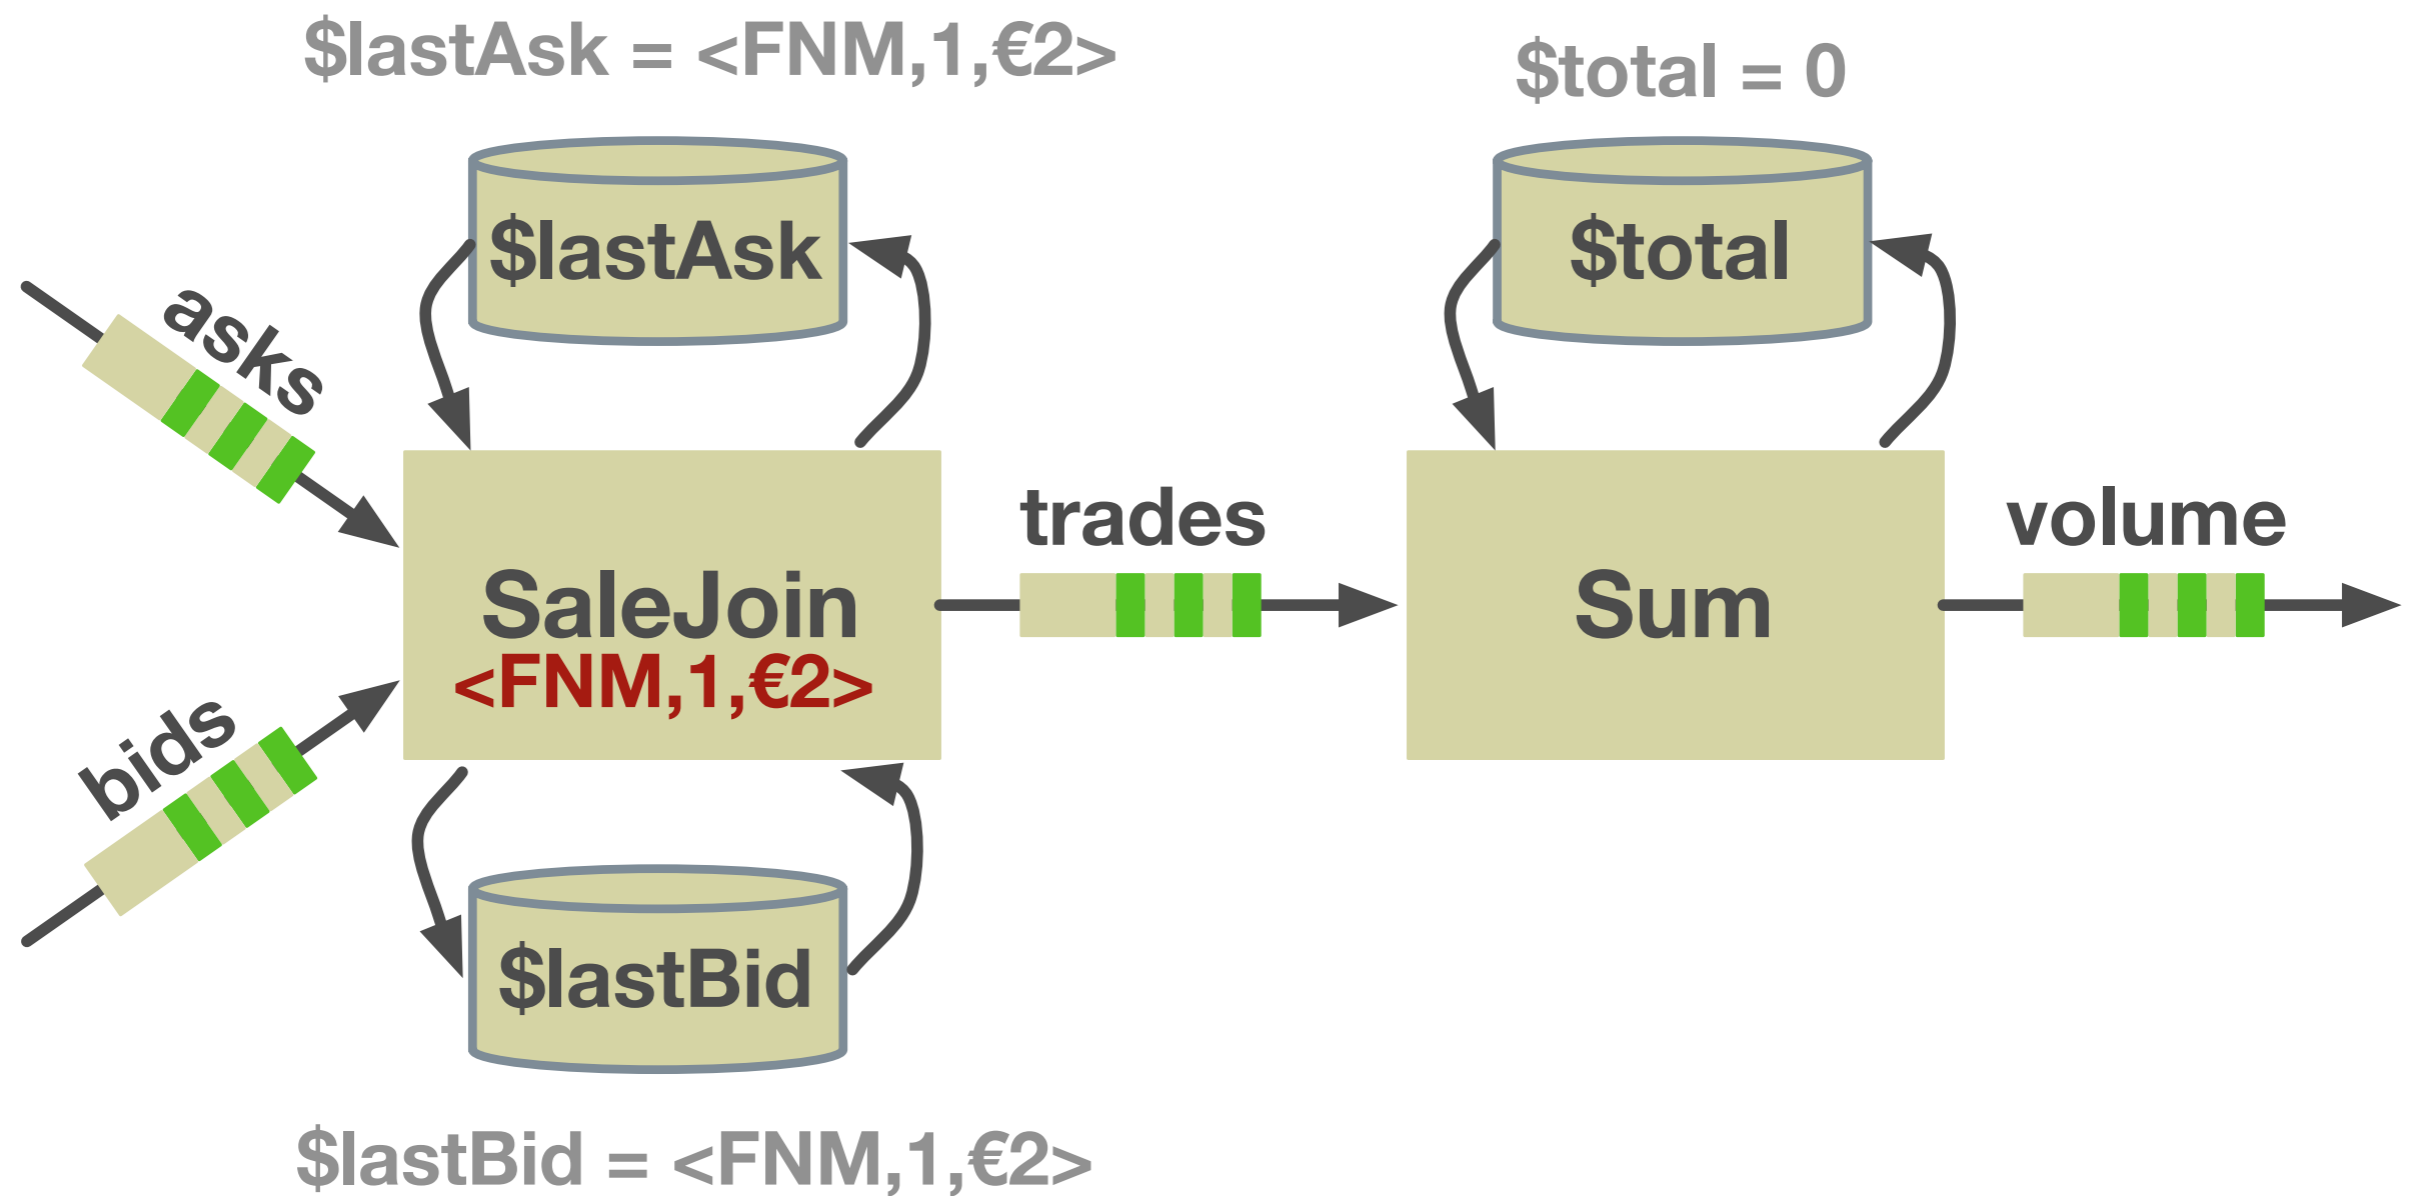 $lastAsk = <FNM,1,€2>
$total = 0
$lastAsk
$total
asks
trades
volume
SaleJoin
<FNM,1,€2>
Sum
bids
$lastBid
$lastBid = <FNM,1,€2>